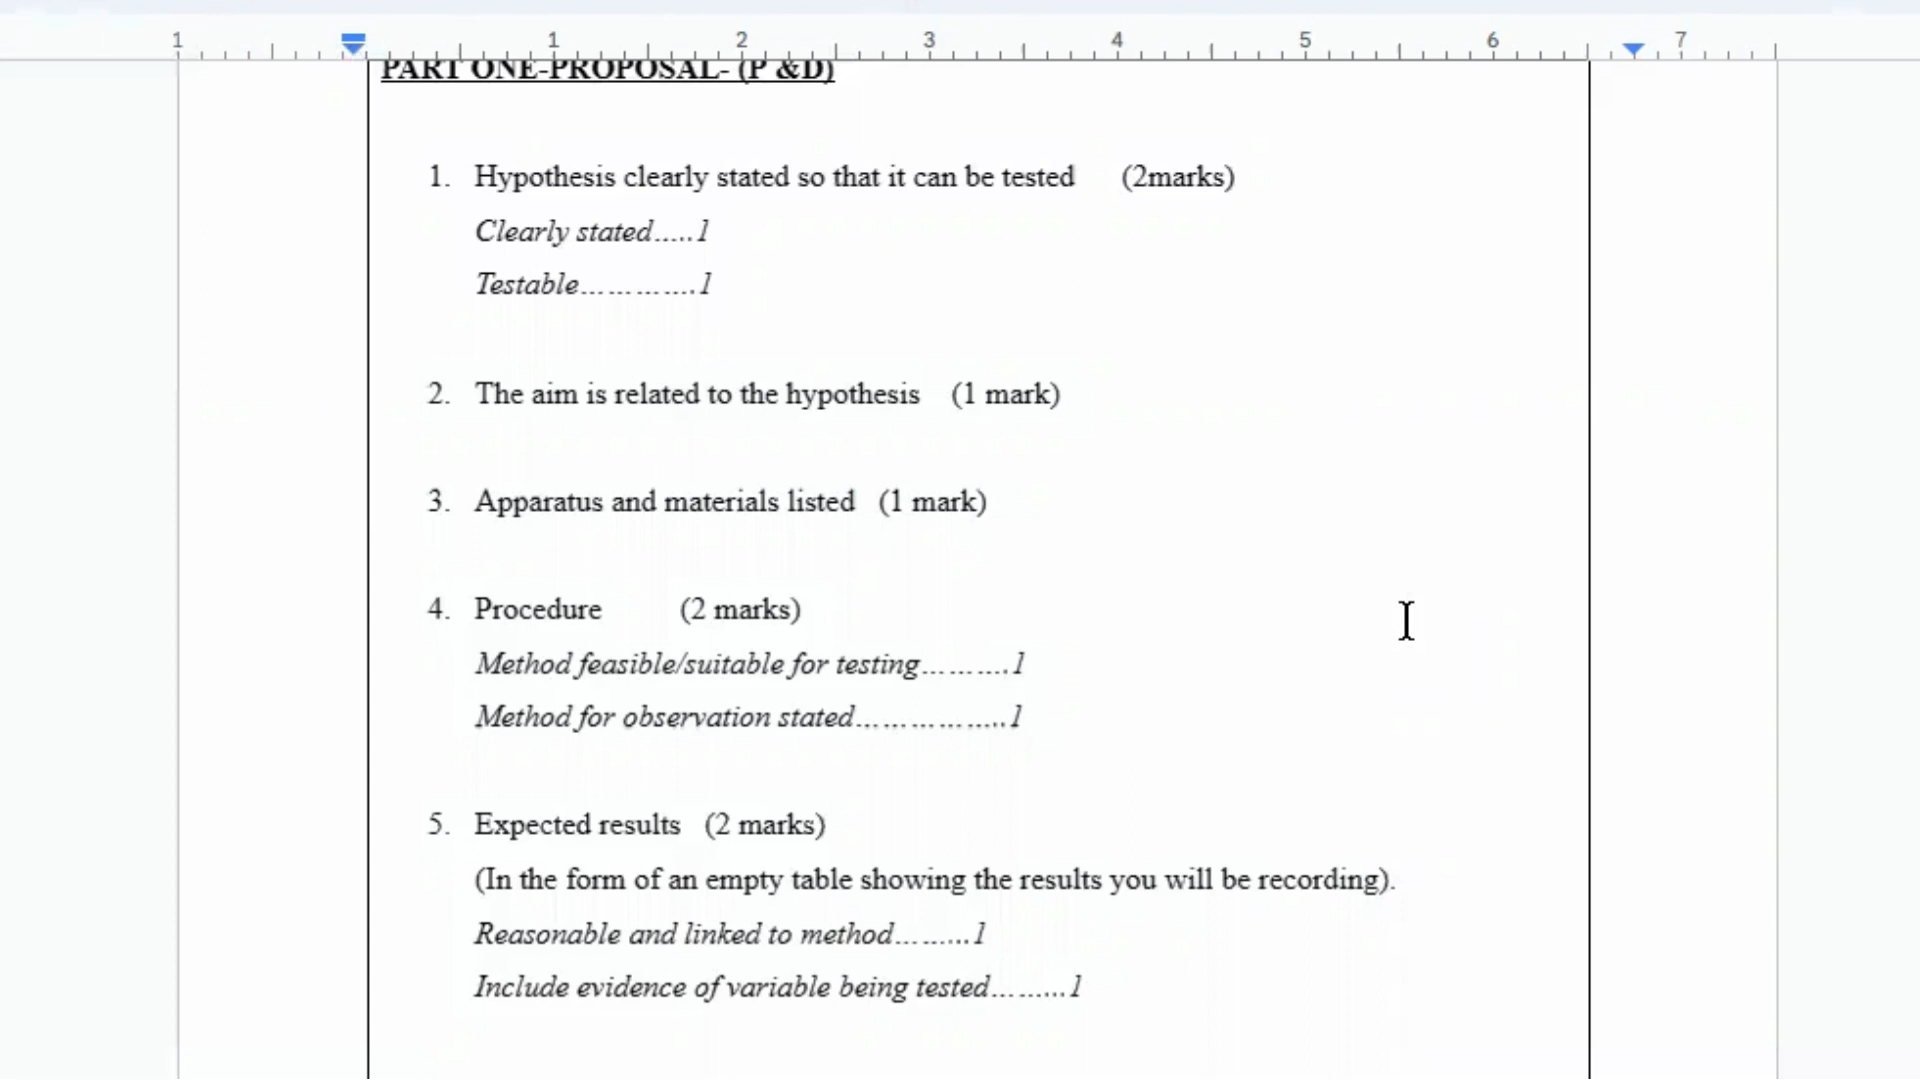 1 1 2 3 4 5 6 7
PART ONE-PROPOSAL- (P &D)
1. Hypothesis clearly stated so that it can be tested (2marks)
Clearly stated.....1
Testable.............1
2. The aim is related to the hypothesis (1 mark)
3. Apparatus and materials listed (1 mark)
4. Procedure (2 marks)
Method feasible/suitable for testing..........1
Method for observation stated.................1
5. Expected results (2 marks)
(In the form of an empty table showing the results you will be recording).
Reasonable and linked to method.........1
Include evidence of variable being tested.........1